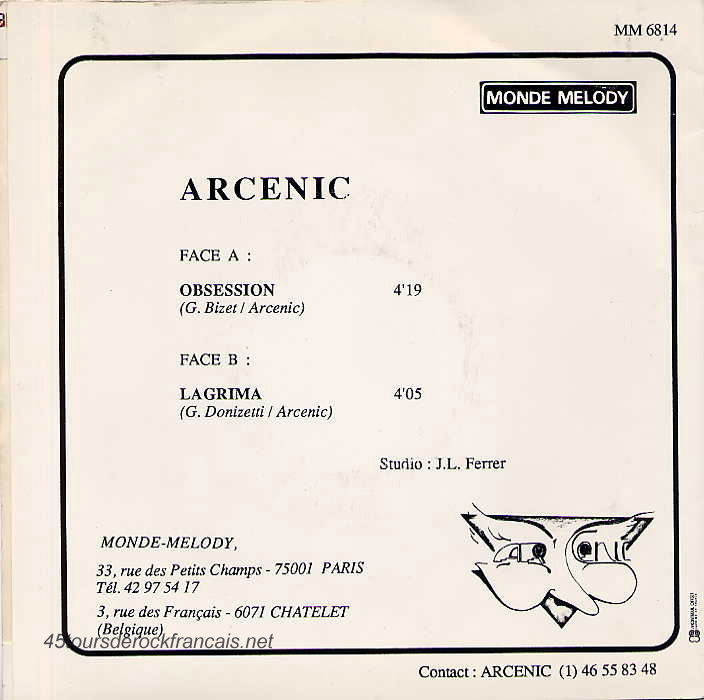 MM 6814
MONDE MELODY
ARCENIC
FACE A :
OBSESSION 4'19
(G. Bizet / Arcenic)
FACE B :
LAGRIMA 4'05
(G. Donizetti / Arcenic)
Studio : J.L. Ferrer
MONDE-MELODY,
33, rue des Petits Champs - 75001 PARIS
Tél. 42 97 54 17
3, rue des Français - 6071 CHATELET
(Belgique)
45toursderockfrancais.net
Contact : ARCENIC (1) 46 55 83 48